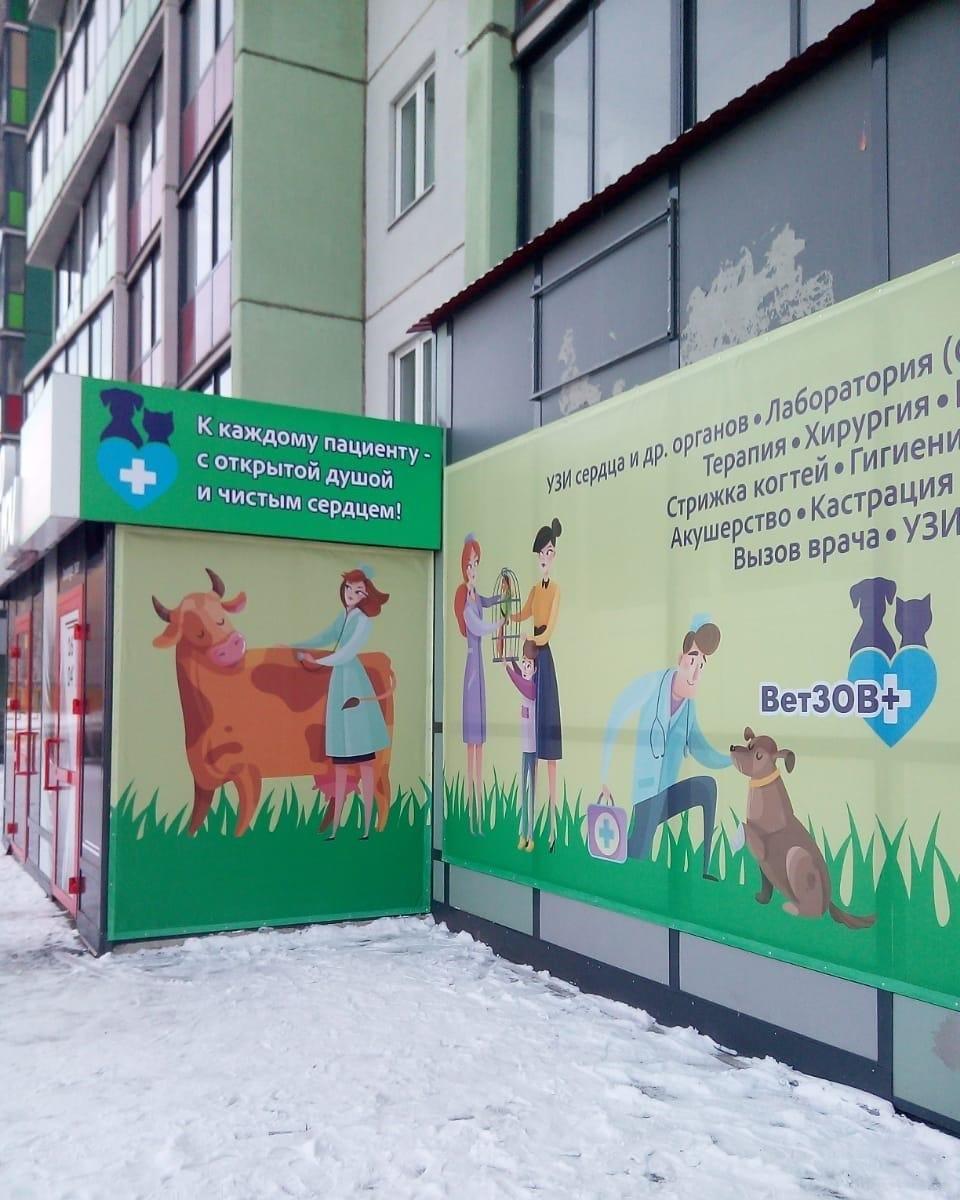 К каждому пациенту -
с открытой душой
и чистым сердцем!
УЗИ сердца и др. органов • Лаборатория (
Терапия • Хирургия •
Стрижка когтей • Гигиени
Акушерство • Кастрация
Вызов врача • УЗИ
ВетЗОВ+